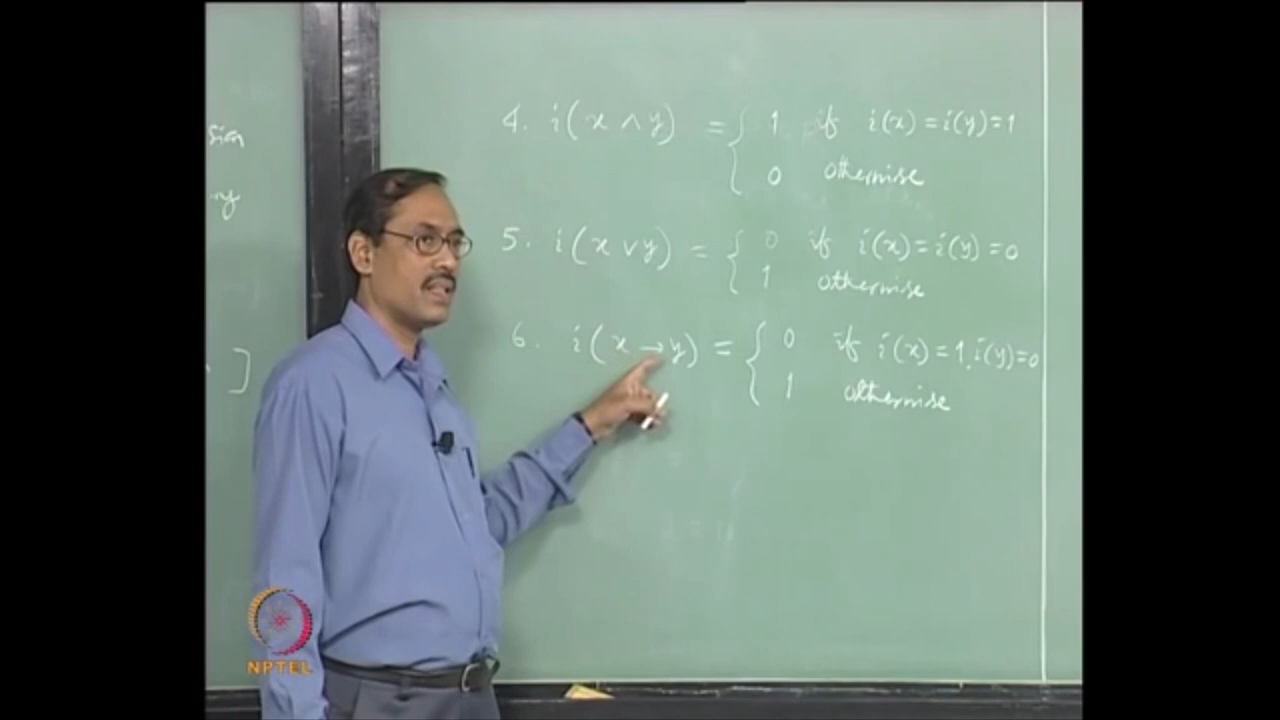 4. i(x ∧ y) = { 1 if i(x) = i(y) = 1
0 otherwise
5. i(x ∨ y) = { 0 if i(x) = i(y) = 0
1 otherwise
6. i(x → y) = { 0 if i(x) = 1, i(y) = 0
1 otherwise
]
NPTEL